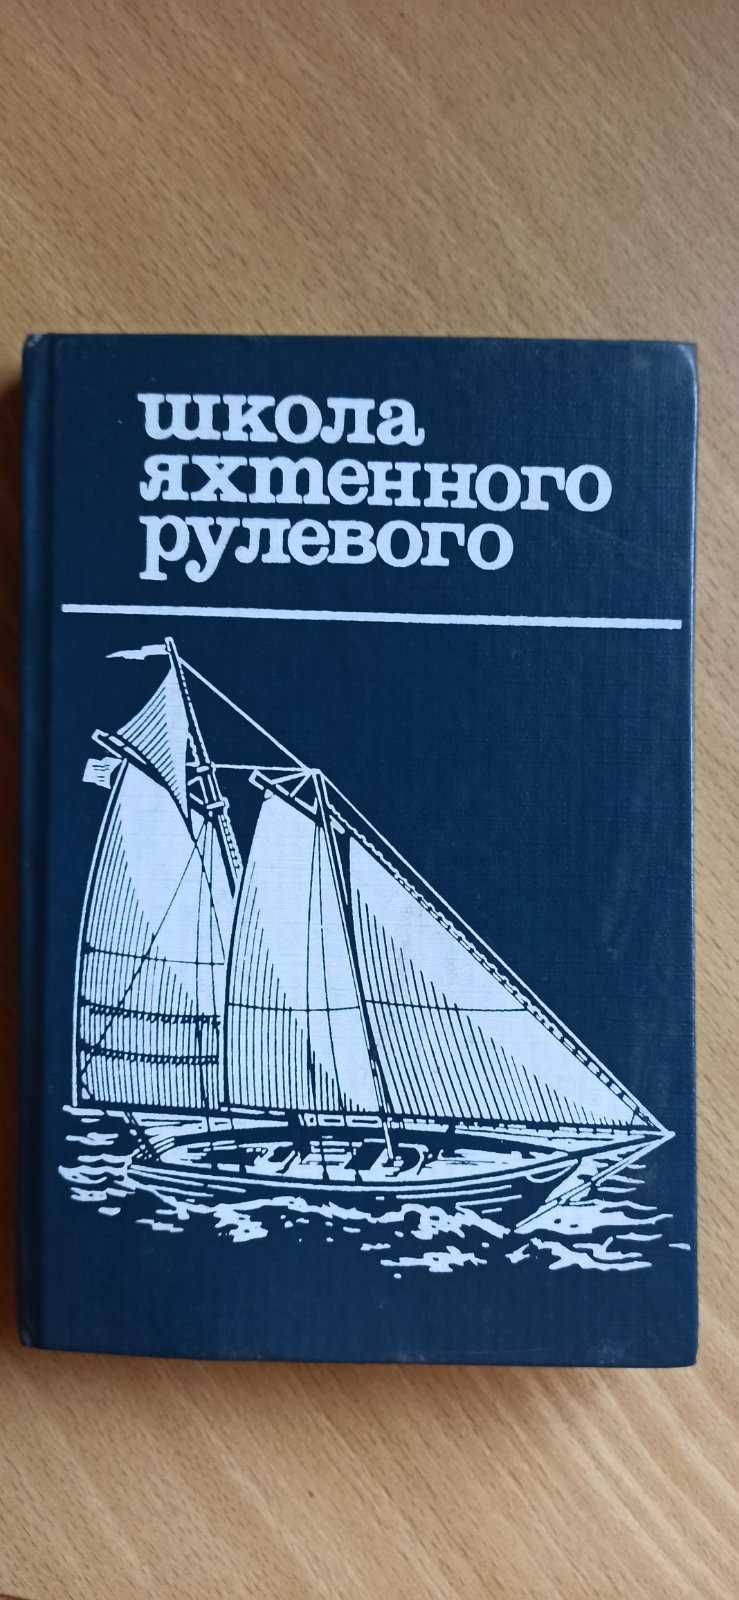 школа
яхтенного
рулевого